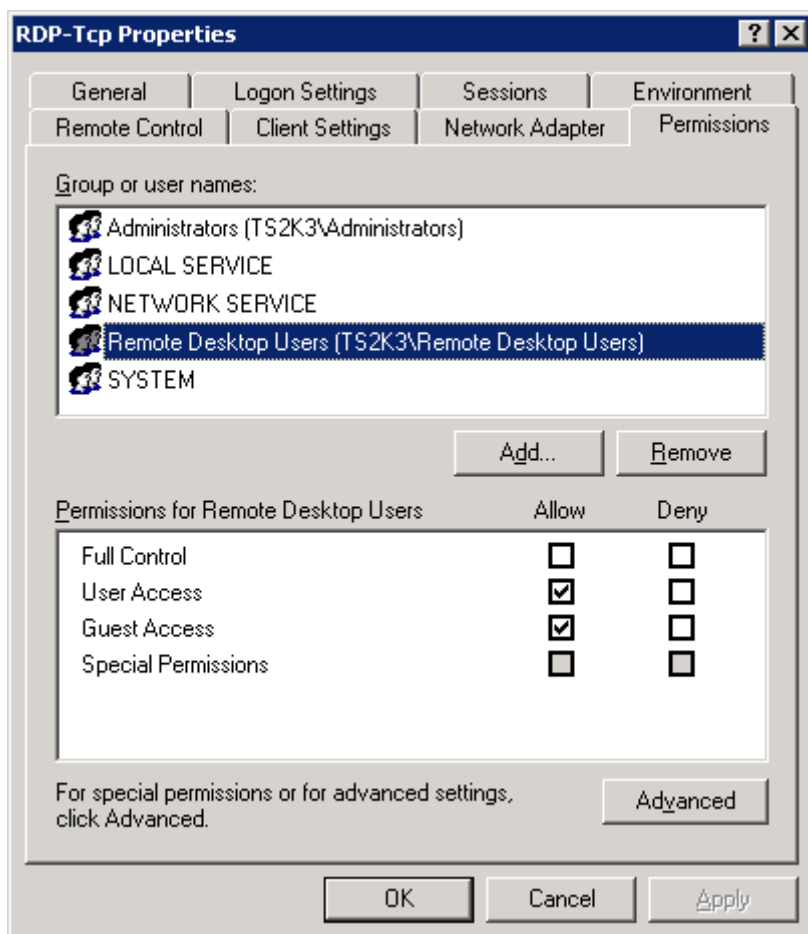 RDP-Tcp Properties
General Logon Settings Sessions Environment
Remote Control Client Settings Network Adapter Permissions
Group or user names:
Administrators (TS2K3\Administrators)
LOCAL SERVICE
NETWORK SERVICE
Remote Desktop Users (TS2K3\Remote Desktop Users)
SYSTEM
Add... Remove
Permissions for Remote Desktop Users Allow Deny
Full Control
User Access
Guest Access
Special Permissions
For special permissions or for advanced settings,
click Advanced.
Advanced
OK Cancel Apply